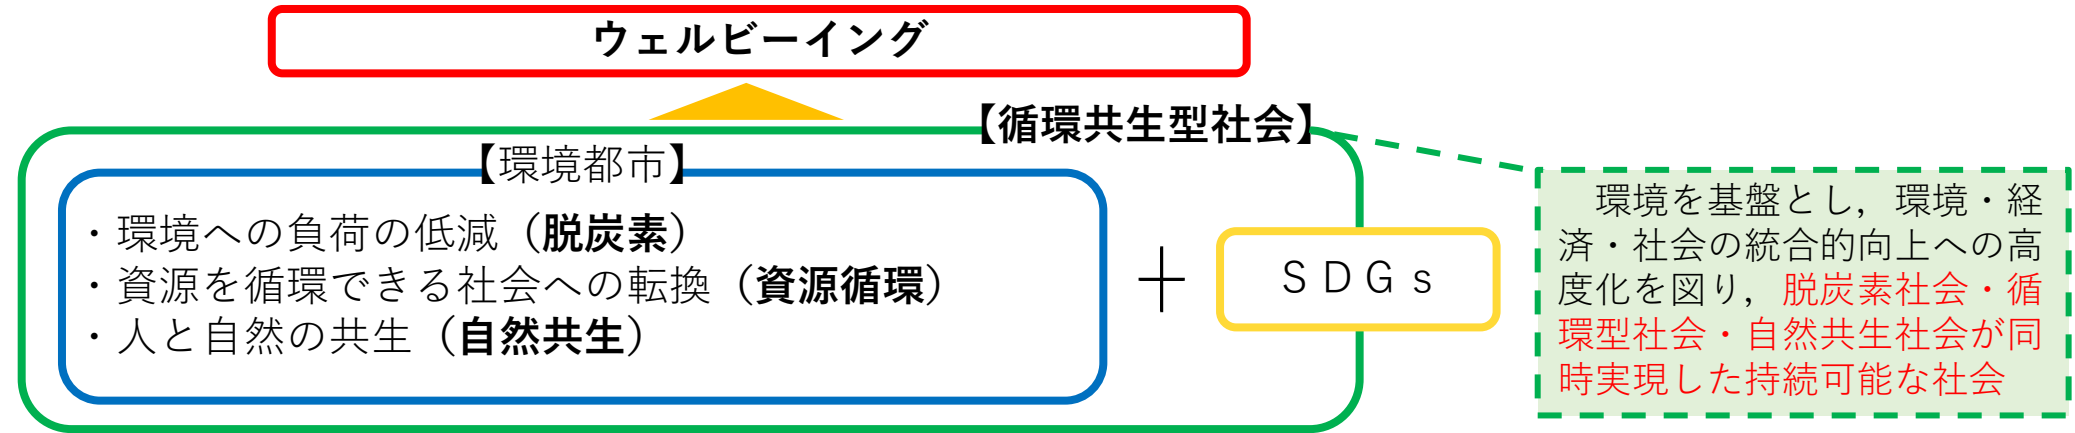 ウェルビーイング
【循環共生型社会】
【環境都市】
・環境への負荷の低減（脱炭素）
・資源を循環できる社会への転換（資源循環）
・人と自然の共生（自然共生）
＋
ＳＤＧｓ
環境を基盤とし，環境・経
済・社会の統合的向上への高
度化を図り，脱炭素社会・循
環型社会・自然共生社会が同
時実現した持続可能な社会